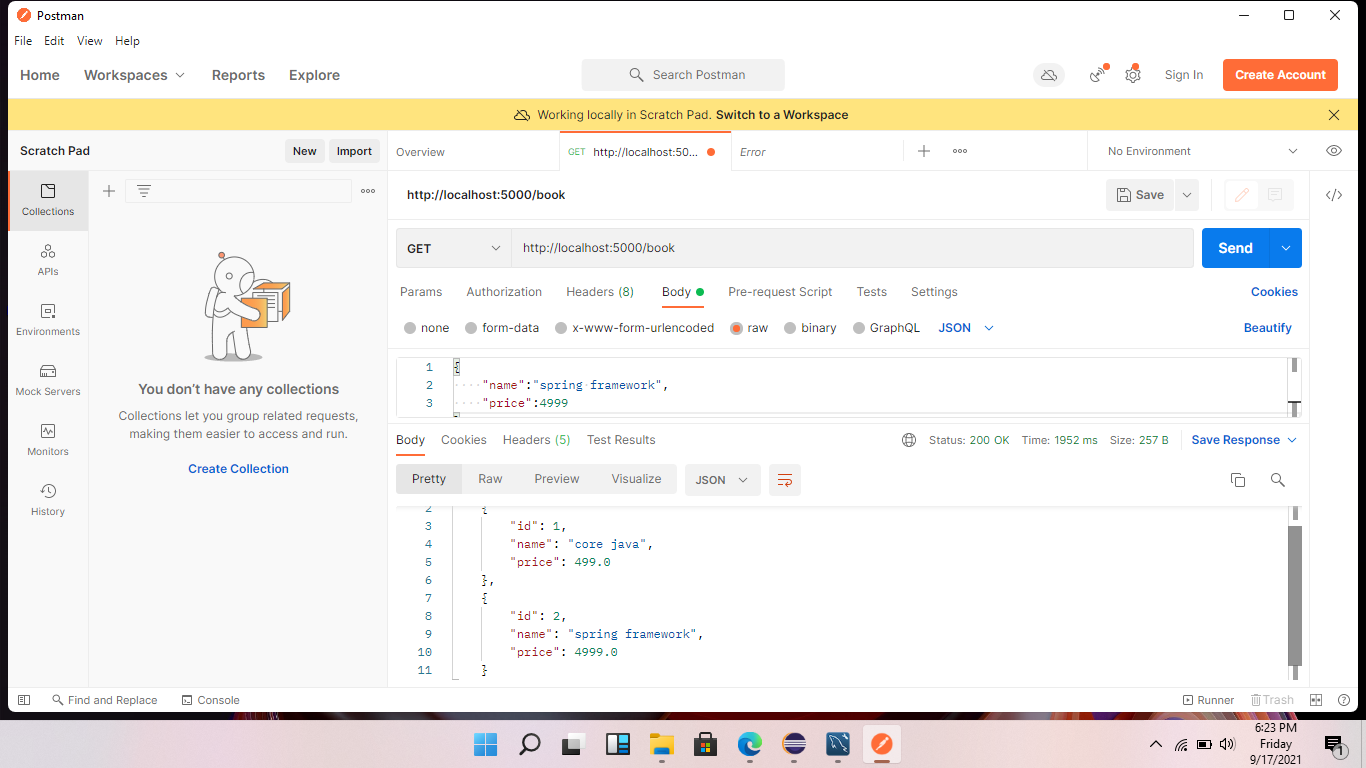 Postman
File Edit View Help
Home Workspaces Reports Explore Search Postman Sign In Create Account
Working locally in Scratch Pad. Switch to a Workspace
Scratch Pad New Import
Overview GET http://localhost:50... Error No Environment
Collections
APIs
Environments
Mock Servers
Monitors
History
You don't have any collections
Collections let you group related requests,
making them easier to access and run.
Create Collection
http://localhost:5000/book Save
GET http://localhost:5000/book Send
Params Authorization Headers (8) Body Pre-request Script Tests Settings Cookies
none form-data x-www-form-urlencoded raw binary GraphQL JSON Beautify
1 {
2 "name":"spring framework",
3 "price":4999
Body Cookies Headers (5) Test Results Status: 200 OK Time: 1952 ms Size: 257 B Save Response
Pretty Raw Preview Visualize JSON
2 {
3 "id": 1,
4 "name": "core java",
5 "price": 499.0
6 },
7 {
8 "id": 2,
9 "name": "spring framework",
10 "price": 4999.0
11 }
Find and Replace Console Runner Trash
6:23 PM
Friday
9/17/2021
1